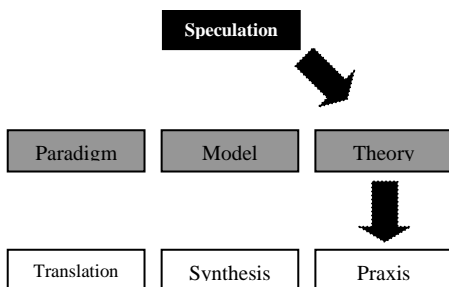 Speculation
Paradigm Model Theory
Translation Synthesis Praxis